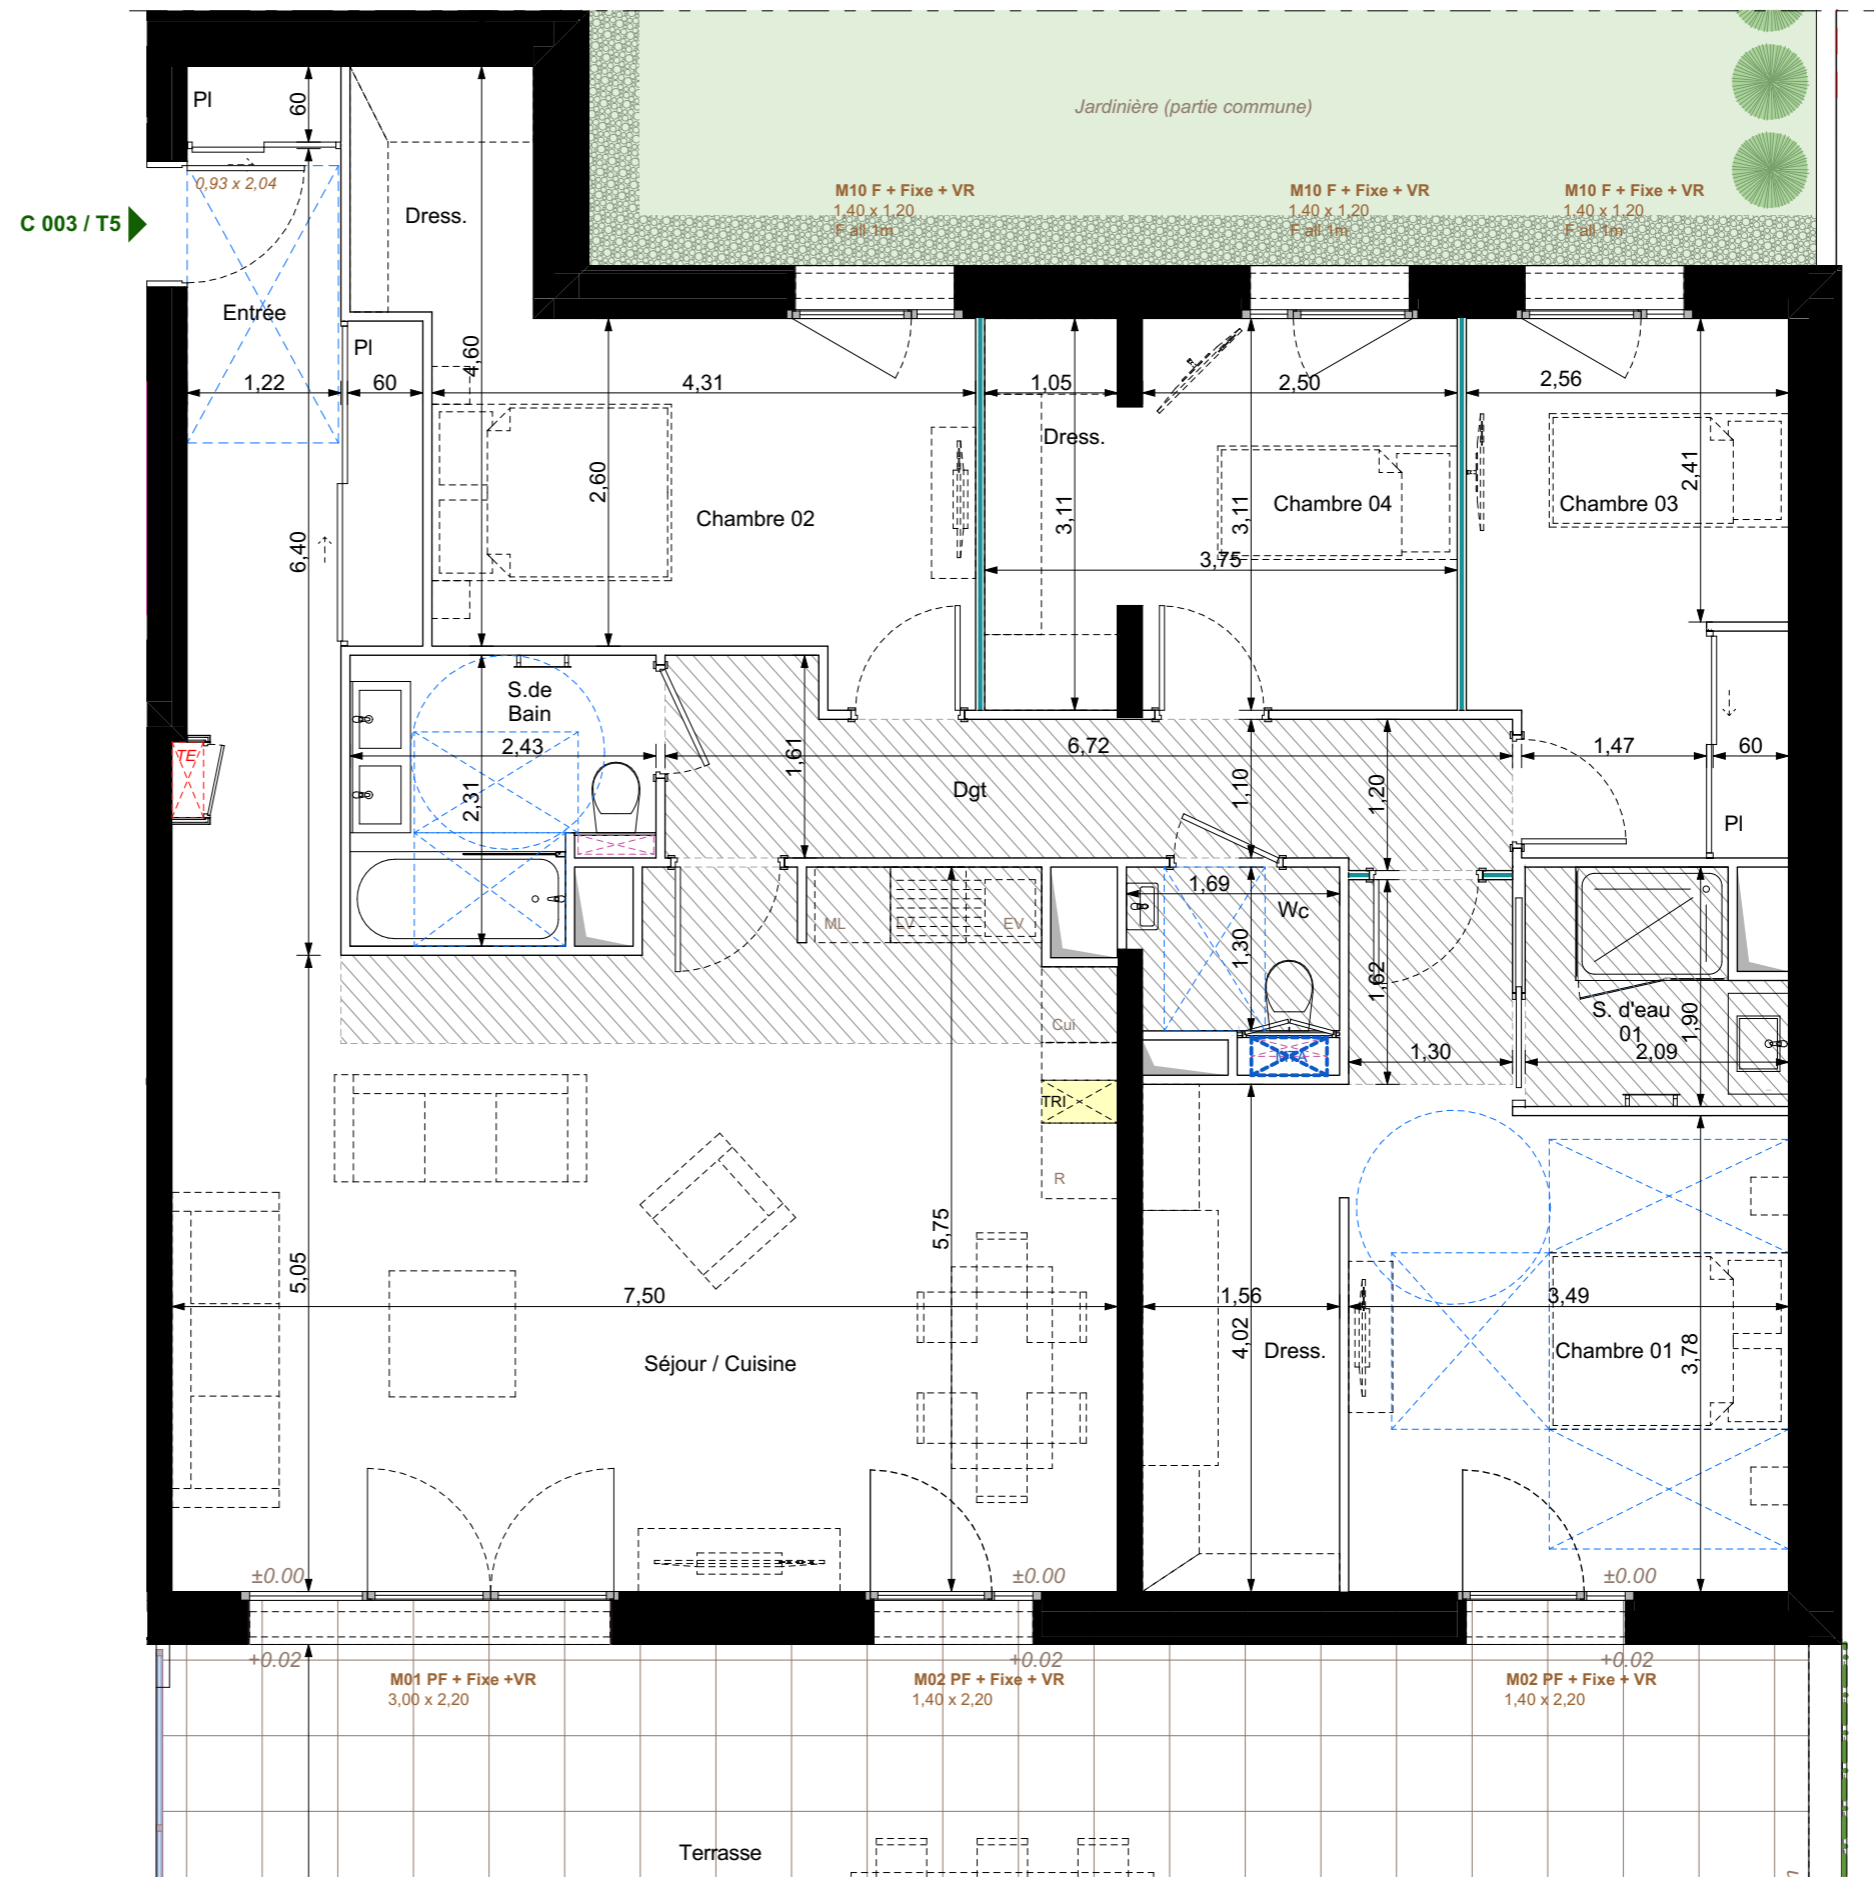 Pl
60
Jardinière (partie commune)
0,93 x 2,04
M10 F + Fixe + VR
1,40 x 1,20
F all 1m
M10 F + Fixe + VR
1,40 x 1,20
F all 1m
M10 F + Fixe + VR
1,40 x 1,20
F all 1m
C 003 / T5
Dress.
Entrée
Pl
4,60
1,22
60
4,31
1,05
2,50
2,56
Dress.
2,60
2,41
Chambre 02
3,11
3,11
Chambre 04
Chambre 03
6,40
3,75
S.de
Bain
TE
2,43
1,61
6,72
1,47
60
2,31
Dgt
1,10
1,20
Pl
1,69
Wc
ML
LV
EV
1,30
1,62
Cui
S. d'eau
01
1,90
1,30
2,09
TRI
R
5,05
5,75
7,50
1,56
3,49
4,02
Séjour / Cuisine
Dress.
Chambre 01
3,78
±0.00
±0.00
±0.00
+0.02
+0.02
+0.02
M01 PF + Fixe +VR
3,00 x 2,20
M02 PF + Fixe + VR
1,40 x 2,20
M02 PF + Fixe + VR
1,40 x 2,20
Terrasse